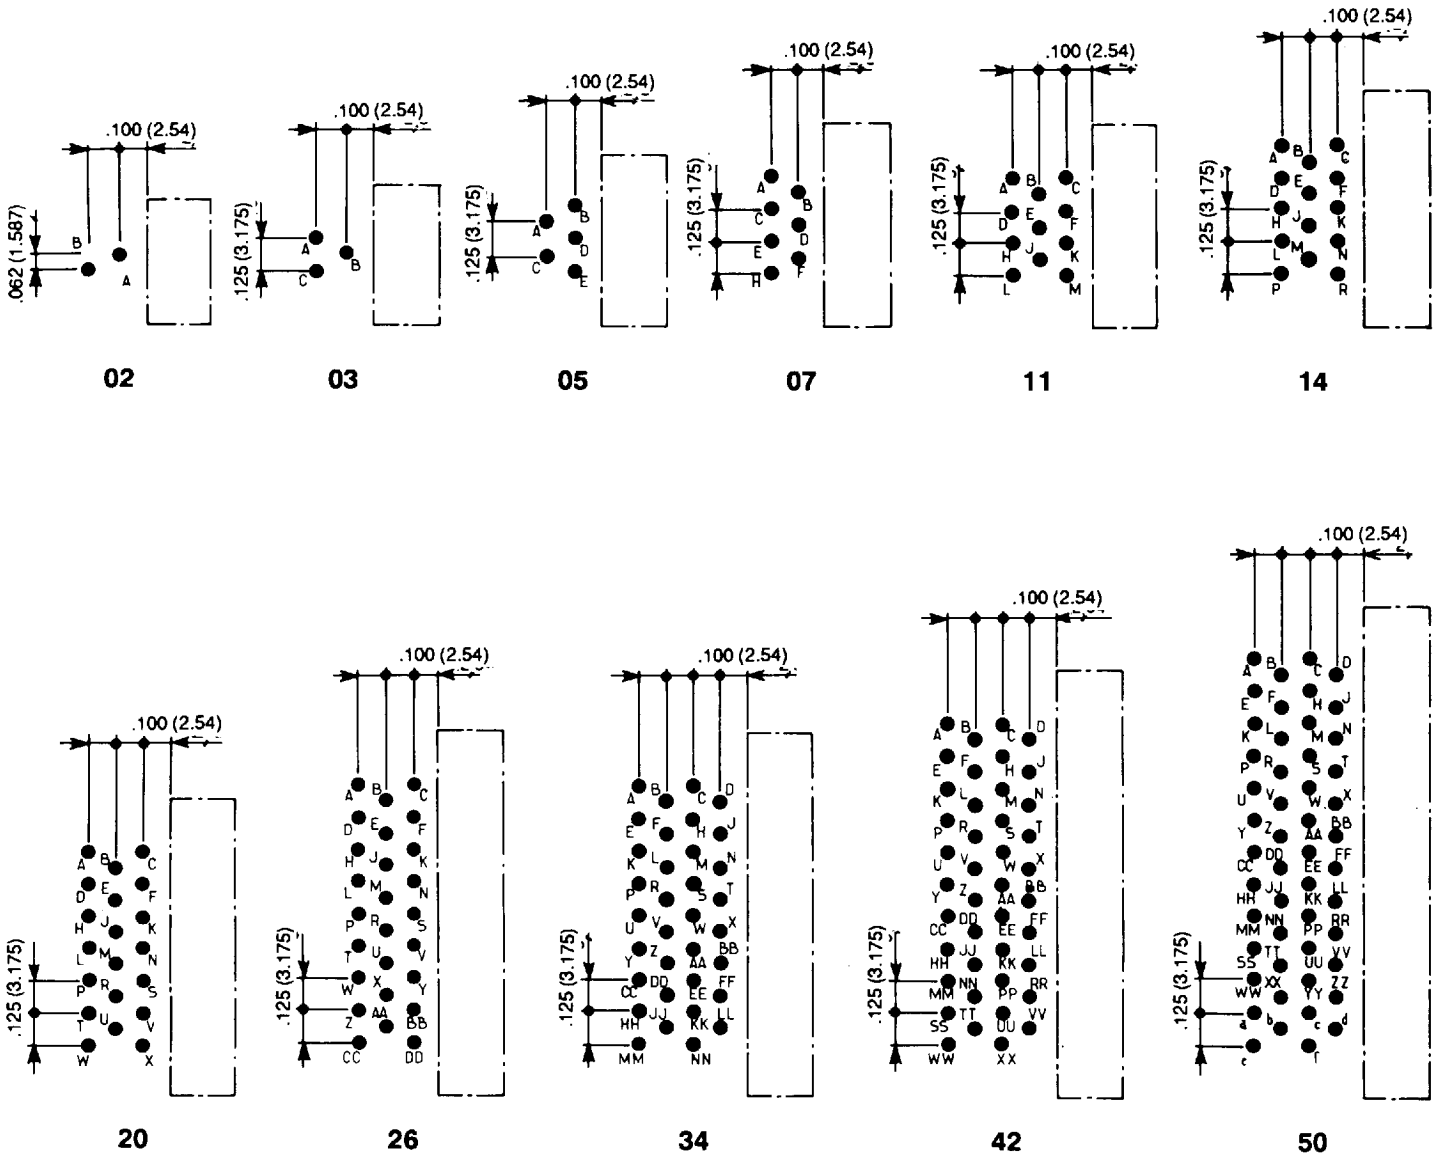 .100 (2.54)
.062 (1.587)
B
A
02
.100 (2.54)
.125 (3.175)
A
B
C
03
.100 (2.54)
.125 (3.175)
B
A
D
C
E
05
.100 (2.54)
.125 (3.175)
A
B
C
D
E
F
H
07
.100 (2.54)
.125 (3.175)
A B C
D E F
H J K
L M
11
.100 (2.54)
.125 (3.175)
A B C
D E F
H J K
L M N
P R
14
.100 (2.54)
.125 (3.175)
A B C
D E F
H J K
L M N
P R S
T U V
W X
20
.100 (2.54)
.125 (3.175)
A B C
D E F
H J K
L M N
P R S
T U V
W X Y
Z AA BB
CC DD
26
.100 (2.54)
.125 (3.175)
A B C D
E F H J
K L M N
P R S T
U V W X
Y Z AA BB
CC DD EE FF
HH JJ KK LL
MM NN
34
.100 (2.54)
.125 (3.175)
A B C D
E F H J
K L M N
P R S T
U V W X
Y Z AA BB
CC DD EE FF
HH JJ KK LL
MM NN PP RR
SS TT UU VV
WW XX
42
.100 (2.54)
.125 (3.175)
A B C D
E F H J
K L M N
P R S T
U V W X
Y Z AA BB
CC DD EE FF
HH JJ KK LL
MM NN PP RR
SS TT UU VV
WW XX YY ZZ
a b c d
e f
50